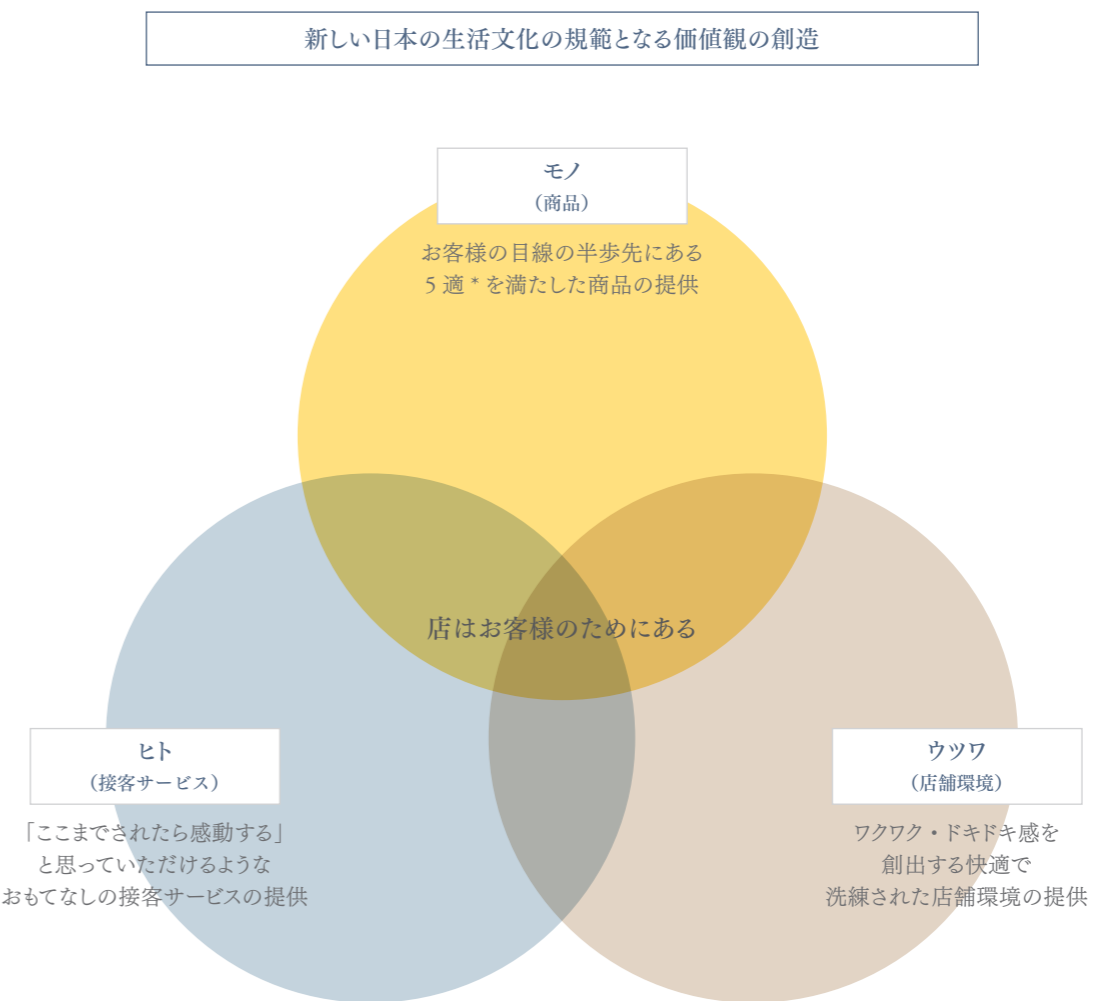 新しい日本の生活文化の規範となる価値観の創造
モノ
（商品）
お客様の目線の半歩先にある
5適*を満たした商品の提供
店はお客様のためにある
ヒト
（接客サービス）
「ここまでされたら感動する」
と思っていただけるような
おもてなしの接客サービスの提供
ウツワ
（店舗環境）
ワクワク・ドキドキ感を
創出する快適で
洗練された店舗環境の提供